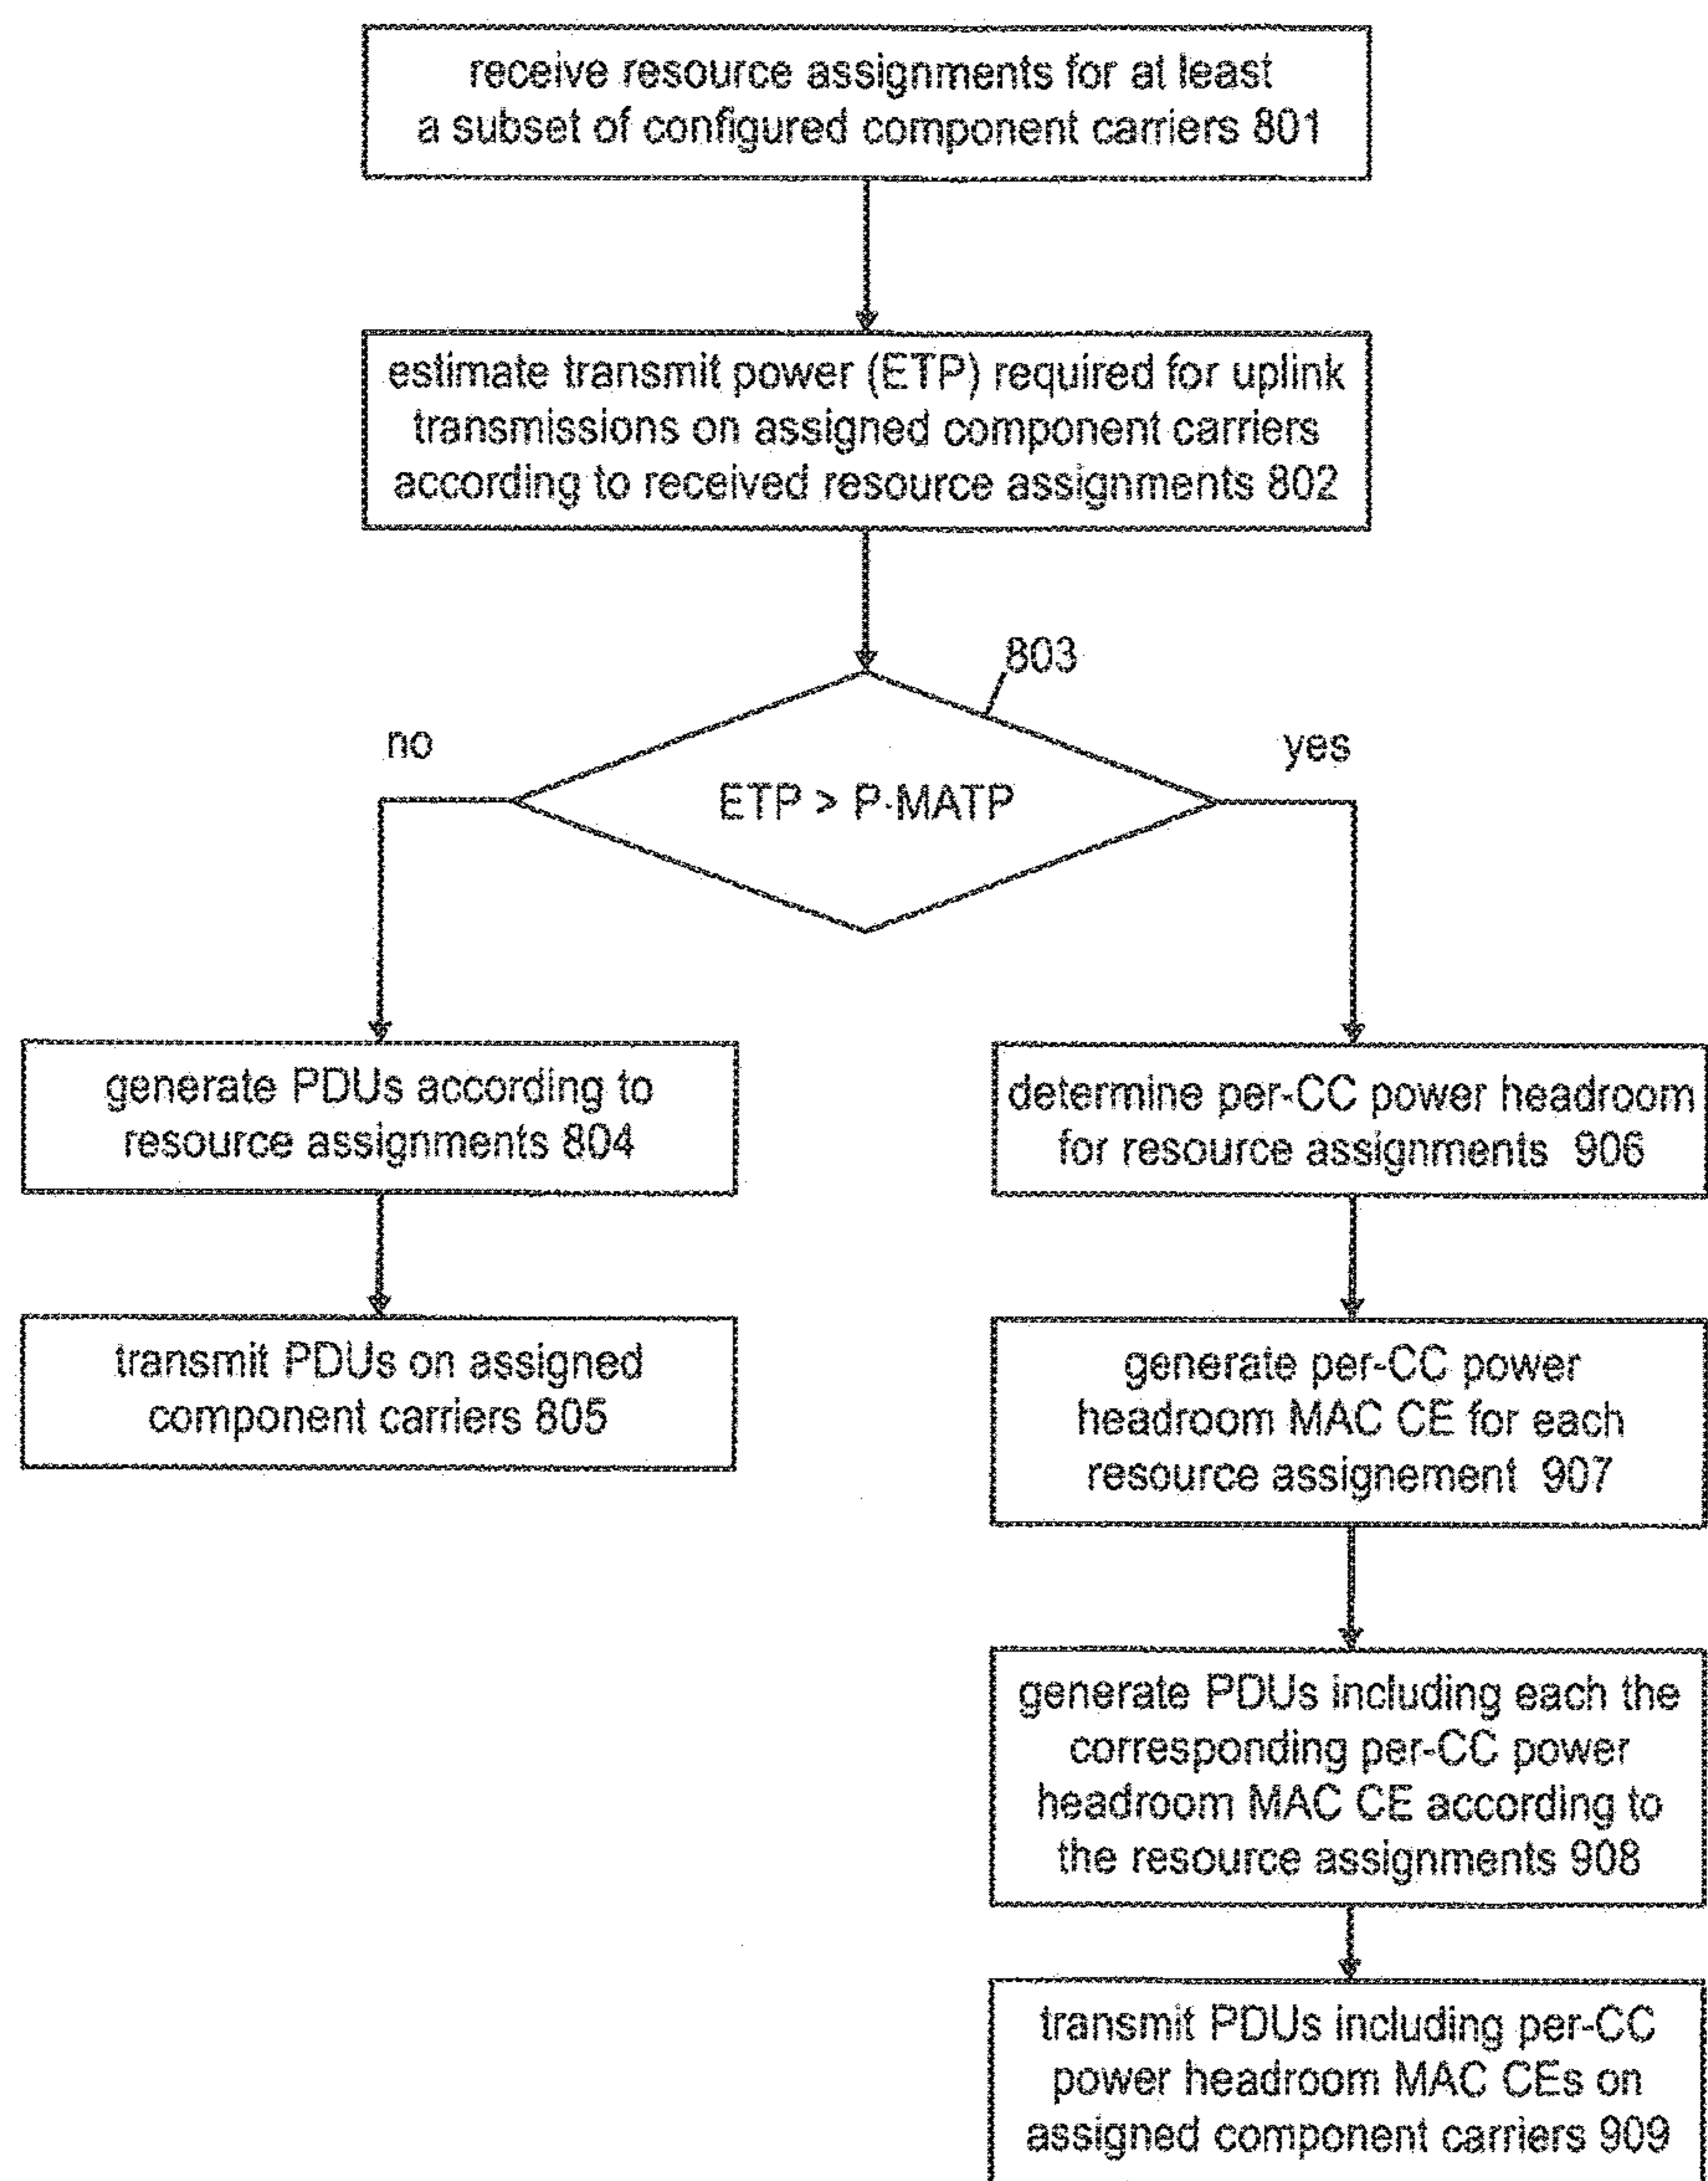 receive resource assignments for at least
a subset of configured component carriers 801
estimate transmit power (ETP) required for uplink
transmissions on assigned component carriers
according to received resource assignments 802
803
no
yes
ETP > P-MATP
generate PDUs according to
resource assignments 804
determine per-CC power headroom
for resource assignments 906
transmit PDUs on assigned
component carriers 805
generate per-CC power
headroom MAC CE for each
resource assignement 907
generate PDUs including each the
corresponding per-CC power
headroom MAC CE according to
the resource assignments 908
transmit PDUs including per-CC
power headroom MAC CEs on
assigned component carriers 909